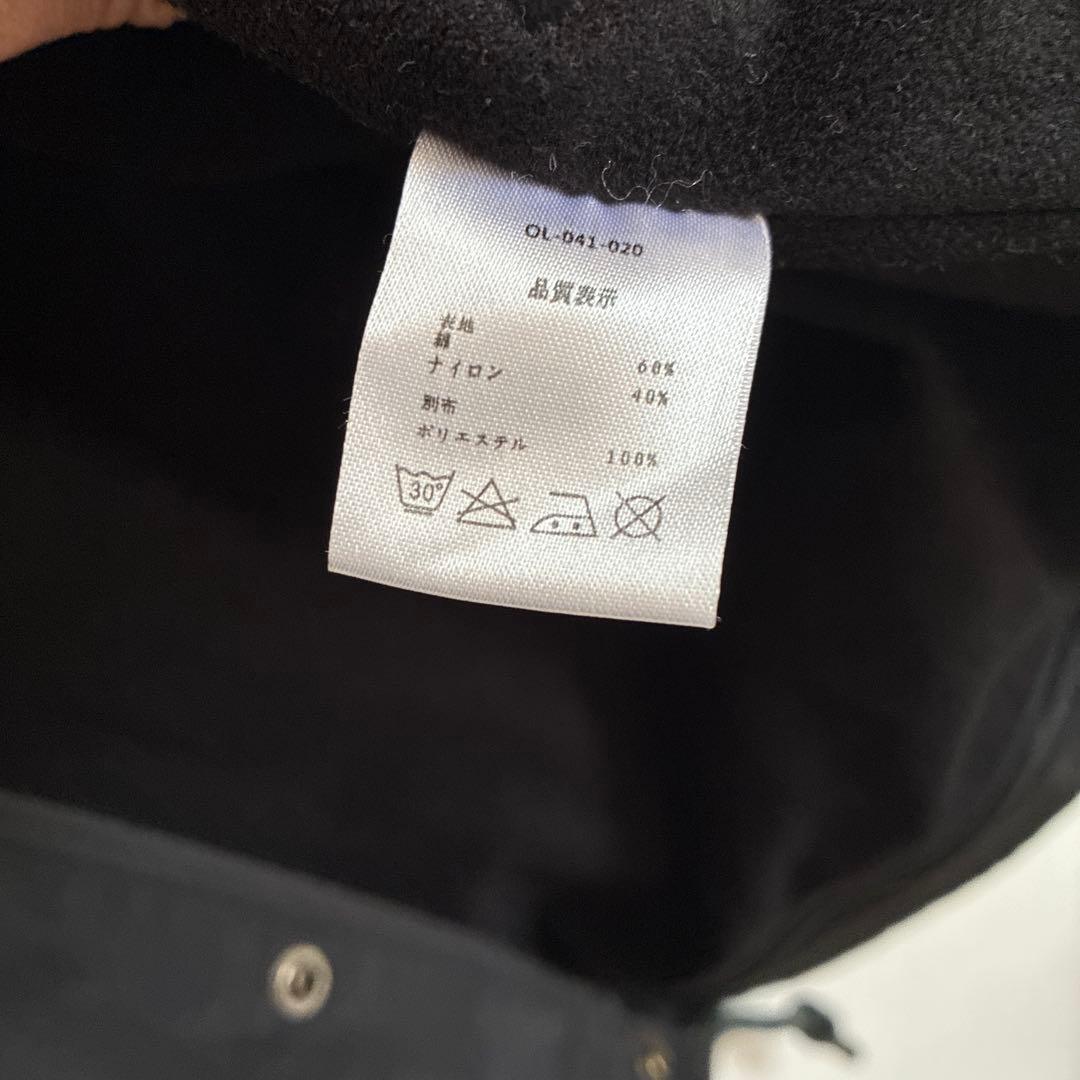 OL-041-020
品質表示
表地
綿 60%
ナイロン 40%
別布
ポリエステル 100%
30°